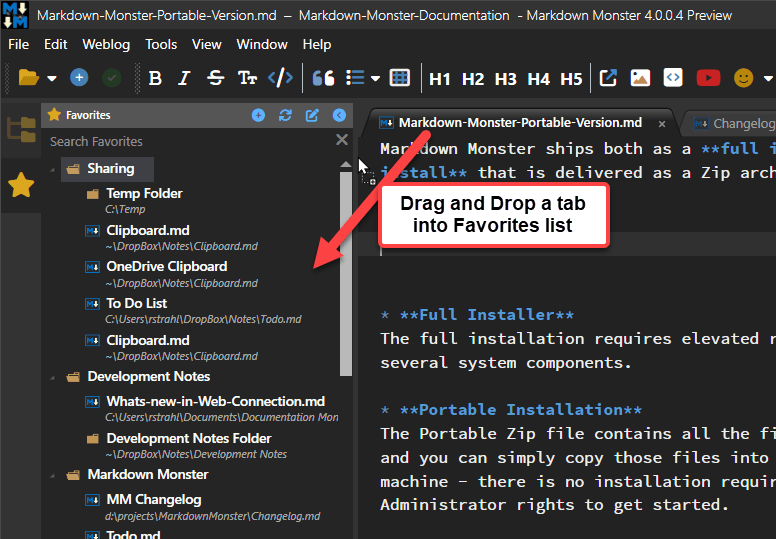 Markdown-Monster-Portable-Version.md – Markdown-Monster-Documentation - Markdown Monster 4.0.0.4 Preview
File Edit Weblog Tools View Window Help
B I S TT </> H1 H2 H3 H4 H5
Favorites
Search Favorites
Sharing
Temp Folder
C:\Temp
Clipboard.md
~\DropBox\Notes\Clipboard.md
OneDrive Clipboard
~\DropBox\Notes\Clipboard.md
To Do List
C:\Users\rstrahl\DropBox\Notes\Todo.md
Clipboard.md
~\DropBox\Notes\Clipboard.md
Development Notes
Whats-new-in-Web-Connection.md
C:\Users\rstrahl\Documents\Documentation Mon
Development Notes Folder
~\DropBox\Notes\Development Notes
Markdown Monster
MM Changelog
d:\projects\MarkdownMonster\Changelog.md
Todo.md
Markdown-Monster-Portable-Version.md × Changelog
Markdown Monster ships both as a **full i
install** that is delivered as a Zip arch
Drag and Drop a tab
into Favorites list
* **Full Installer**
The full installation requires elevated r
several system components.
* **Portable Installation**
The Portable Zip file contains all the fi
and you can simply copy those files into
machine - there is no installation requir
Administrator rights to get started.